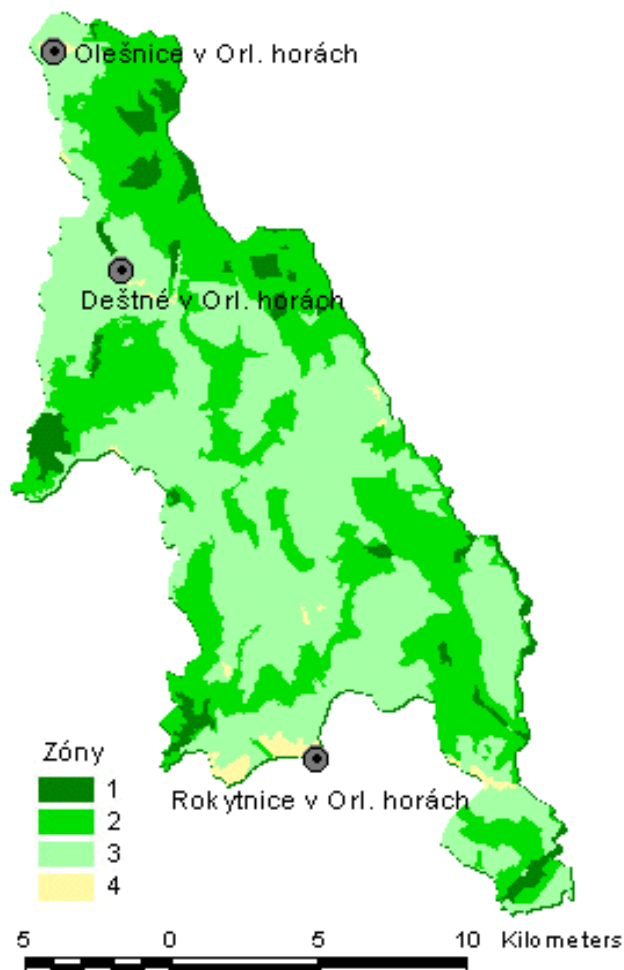 Olešnice v Orl. horách
Deštné v Orl. horách
Zóny
1
2
Rokytnice v Orl. horách
3
4
5 0 5 10 Kilometers